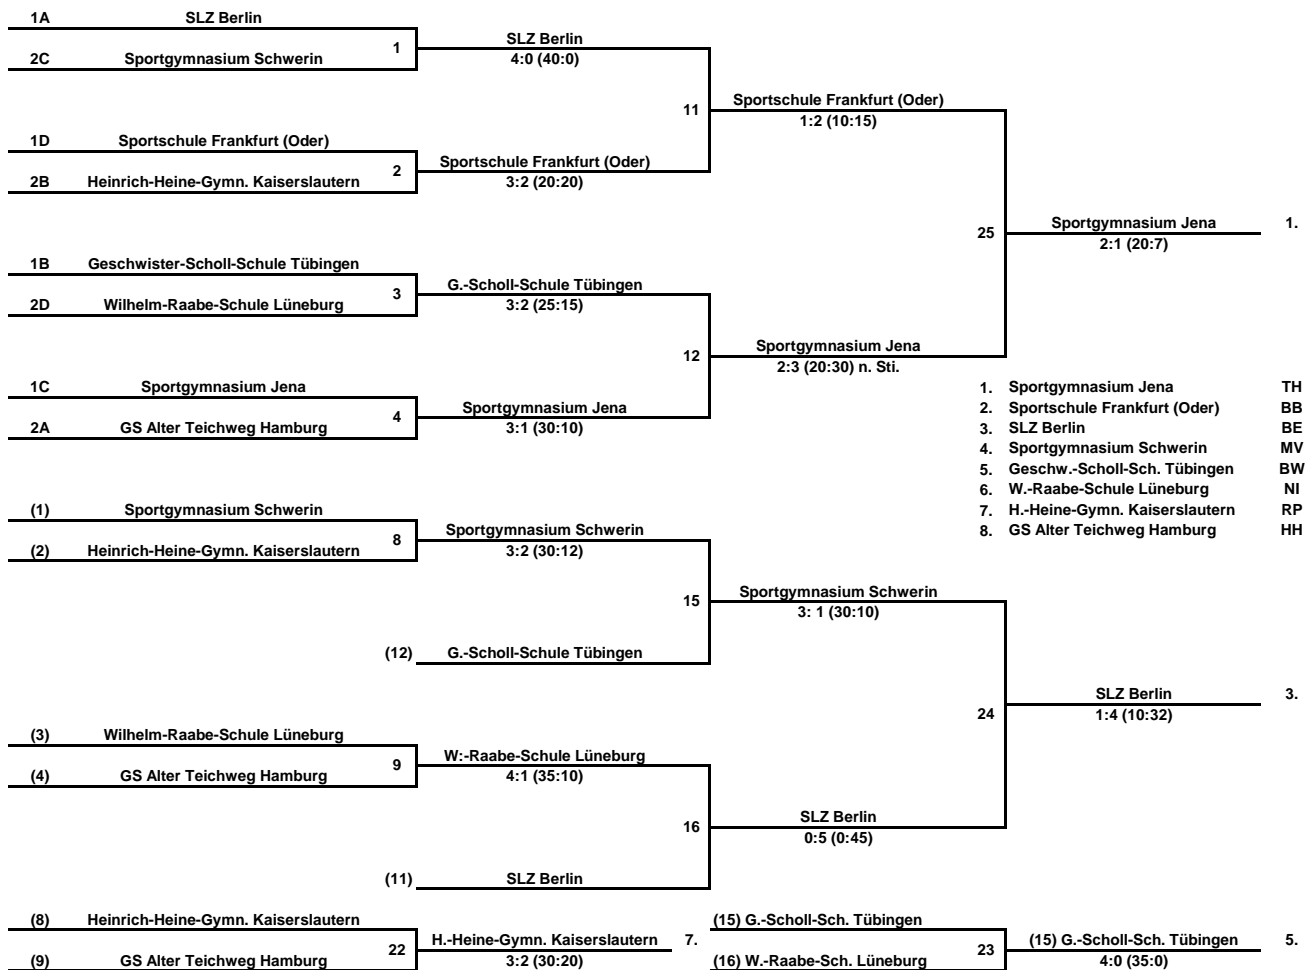 1A SLZ Berlin
1 SLZ Berlin
2C Sportgymnasium Schwerin 4:0 (40:0)
11 Sportschule Frankfurt (Oder)
1:2 (10:15)
1D Sportschule Frankfurt (Oder)
2 Sportschule Frankfurt (Oder)
2B Heinrich-Heine-Gymn. Kaiserslautern 3:2 (20:20)
25 Sportgymnasium Jena 1.
2:1 (20:7)
1B Geschwister-Scholl-Schule Tübingen
3 G.-Scholl-Schule Tübingen
2D Wilhelm-Raabe-Schule Lüneburg 3:2 (25:15)
12 Sportgymnasium Jena
2:3 (20:30) n. Sti.
1C Sportgymnasium Jena
4 Sportgymnasium Jena
2A GS Alter Teichweg Hamburg 3:1 (30:10)
1. Sportgymnasium Jena TH
2. Sportschule Frankfurt (Oder) BB
3. SLZ Berlin BE
4. Sportgymnasium Schwerin MV
5. Geschw.-Scholl-Sch. Tübingen BW
6. W.-Raabe-Schule Lüneburg NI
7. H.-Heine-Gymn. Kaiserslautern RP
8. GS Alter Teichweg Hamburg HH
(1) Sportgymnasium Schwerin
8 Sportgymnasium Schwerin
(2) Heinrich-Heine-Gymn. Kaiserslautern 3:2 (30:12)
15 Sportgymnasium Schwerin
3: 1 (30:10)
(12) G.-Scholl-Schule Tübingen
24 SLZ Berlin 3.
1:4 (10:32)
(3) Wilhelm-Raabe-Schule Lüneburg
9 W:-Raabe-Schule Lüneburg
(4) GS Alter Teichweg Hamburg 4:1 (35:10)
16 SLZ Berlin
0:5 (0:45)
(11) SLZ Berlin
(8) Heinrich-Heine-Gymn. Kaiserslautern (15) G.-Scholl-Sch. Tübingen
22 H.-Heine-Gymn. Kaiserslautern 7. 23 (15) G.-Scholl-Sch. Tübingen 5.
(9) GS Alter Teichweg Hamburg 3:2 (30:20) (16) W.-Raabe-Sch. Lüneburg 4:0 (35:0)